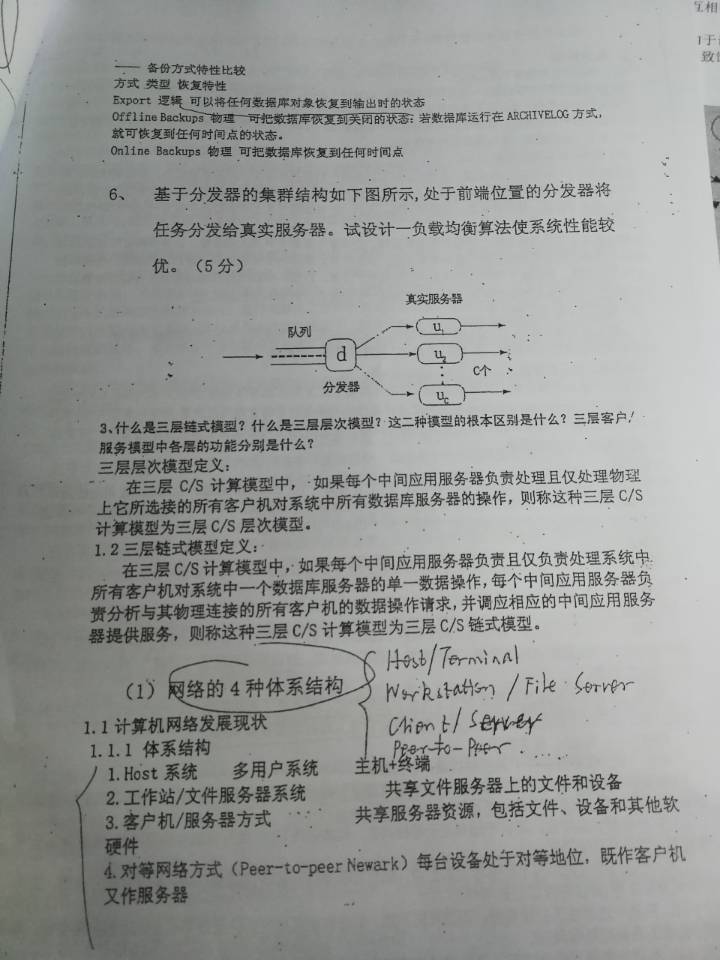 互相
—— 备份方式特性比较
方式 类型 恢复特性
Export 逻辑 可以将任何数据库对象恢复到输出时的状态
Offline Backups 物理 可把数据库恢复到关闭的状态；若数据库运行在 ARCHIVELOG 方式，
就可恢复到任何时间点的状态。
Online Backups 物理 可把数据库恢复到任何时间点
6、 基于分发器的集群结构如下图所示，处于前端位置的分发器将
任务分发给真实服务器。试设计一负载均衡算法使系统性能较
优。（5 分）
真实服务器
队列
d
分发器
u1
u2
uC
C个
3、什么是三层链式模型？什么是三层层次模型？这二种模型的根本区别是什么？三层客户/
服务模型中各层的功能分别是什么？
三层层次模型定义：
在三层 C/S 计算模型中，如果每个中间应用服务器负责处理且仅处理物理
上它所连接的所有客户机对系统中所有数据库服务器的操作，则称这种三层 C/S
计算模型为三层 C/S 层次模型。
1.2 三层链式模型定义：
在三层 C/S 计算模型中，如果每个中间应用服务器负责且仅负责处理系统中
所有客户机对系统中一个数据库服务器的单一数据操作，每个中间应用服务器负
责分析与其物理连接的所有客户机的数据操作请求，并调应相应的中间应用服务
器提供服务，则称这种三层 C/S 计算模型为三层 C/S 链式模型。
（1）网络的 4 种体系结构
Host/Terminal
Workstation / File Server
Client/ Server
Peer-to-Peer .....
1.1 计算机网络发展现状
1.1.1 体系结构
1.Host 系统 多用户系统 主机+终端
2.工作站/文件服务器系统 共享文件服务器上的文件和设备
3.客户机/服务器方式 共享服务器资源，包括文件、设备和其他软
硬件
4.对等网络方式（Peer-to-peer Newark）每台设备处于对等地位，既作客户机
又作服务器